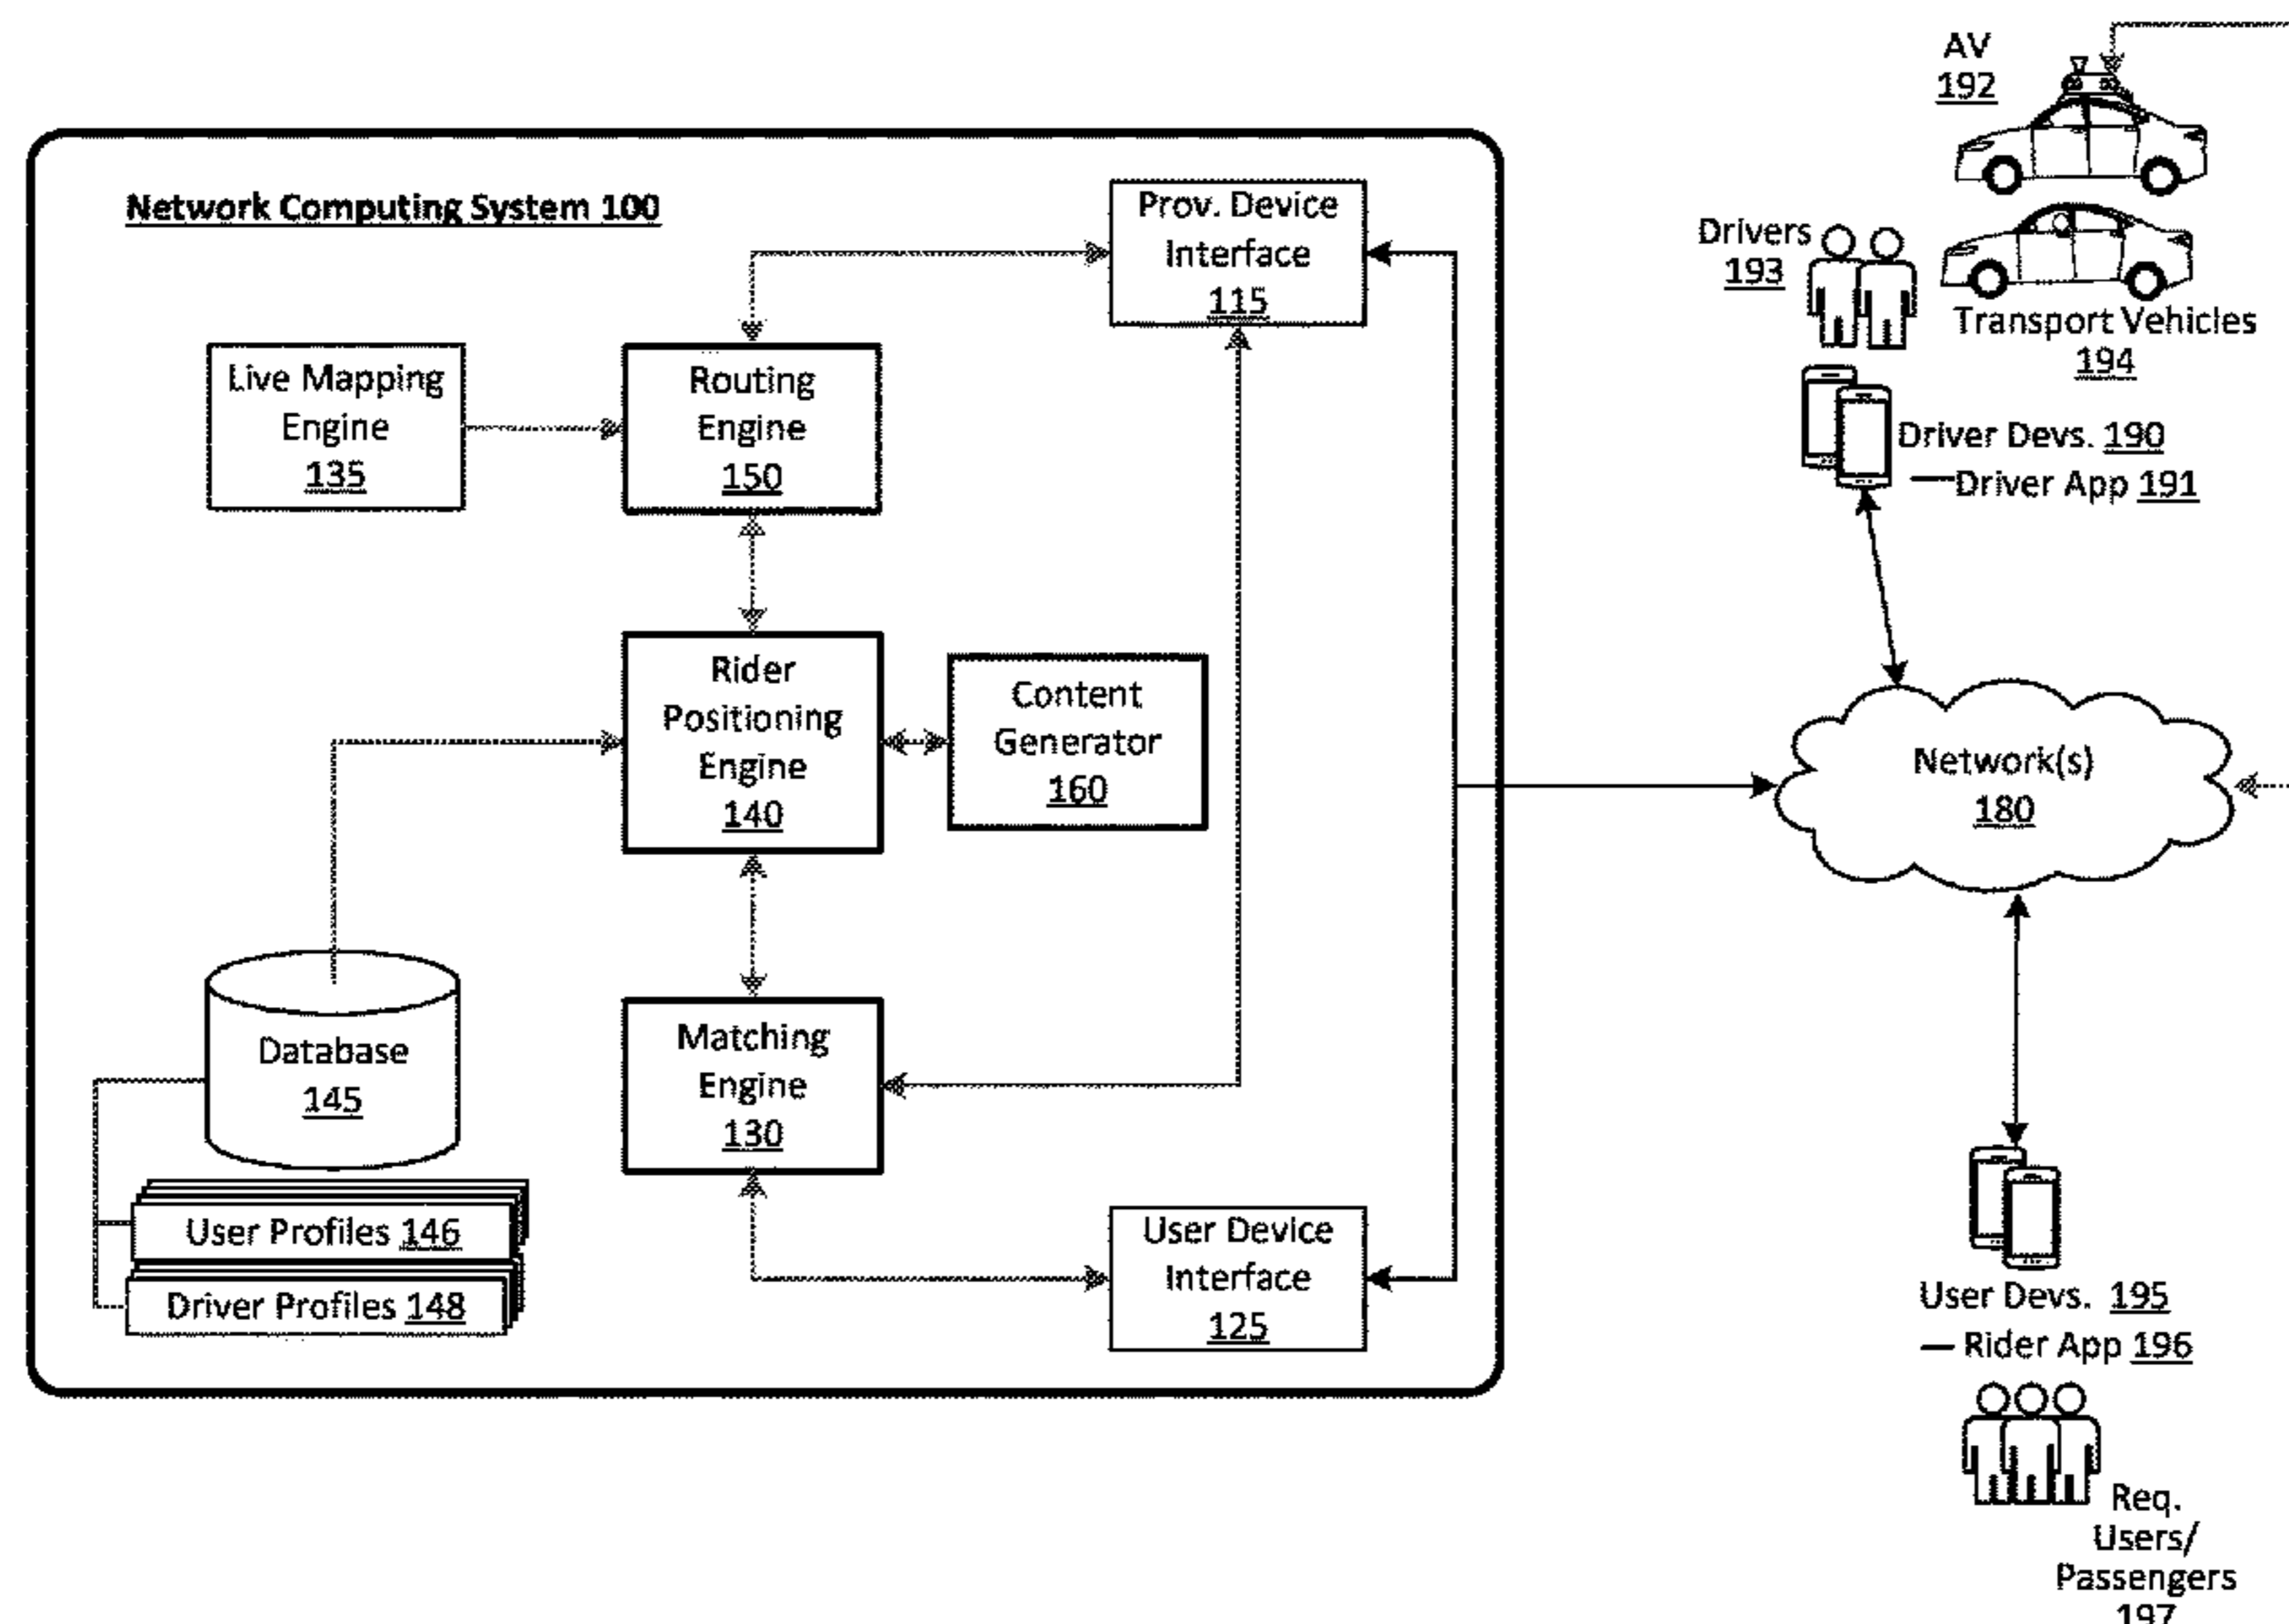 Network Computing System 100
Prov. Device
Interface
115
Live Mapping
Engine
135
Routing
Engine
150
Rider
Positioning
Engine
140
Content
Generator
160
Database
145
Matching
Engine
130
User Profiles 146
Driver Profiles 148
User Device
Interface
125
AV
192
Drivers
193
Transport Vehicles
194
Driver Devs. 190
—Driver App 191
Network(s)
180
User Devs. 195
— Rider App 196
Req.
Users/
Passengers
197